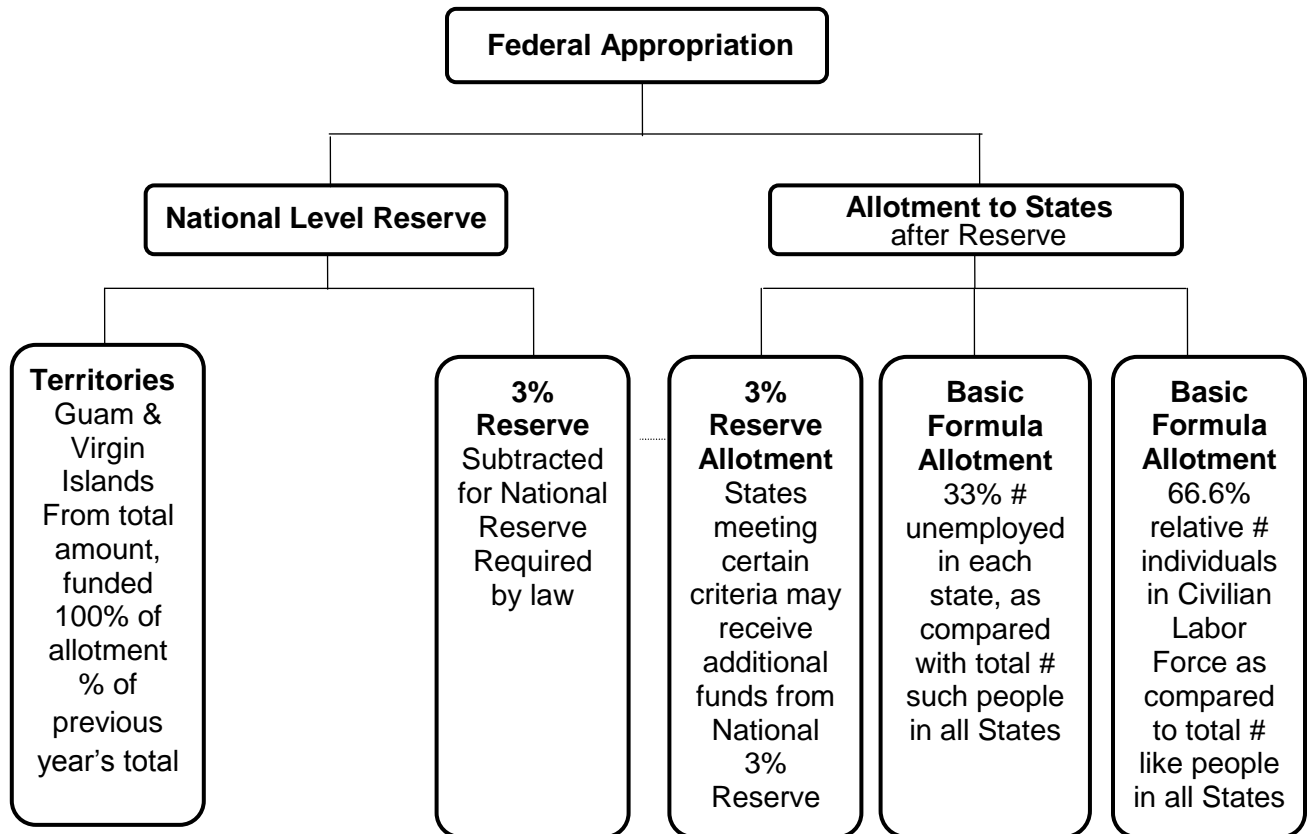 Federal Appropriation
National Level Reserve
Allotment to States
after Reserve
Territories
Guam &
Virgin
Islands
From total
amount,
funded
100% of
allotment
% of
previous
year’s total
3%
Reserve
Subtracted
for National
Reserve
Required
by law
3%
Reserve
Allotment
States
meeting
certain
criteria may
receive
additional
funds from
National
3%
Reserve
Basic
Formula
Allotment
33% #
unemployed
in each
state, as
compared
with total #
such people
in all States
Basic
Formula
Allotment
66.6%
relative #
individuals
in Civilian
Labor
Force as
compared
to total #
like people
in all States